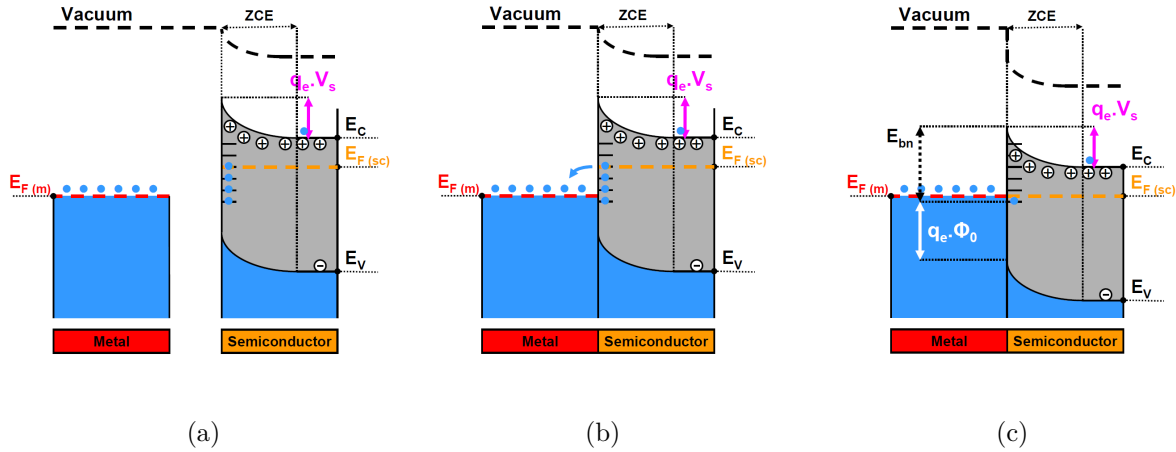 Vacuum
ZCE
qe.Vs
EC
EF (sc)
EF (m)
EV
Metal
Semiconductor
(a)
Vacuum
ZCE
qe.Vs
EC
EF (sc)
EF (m)
EV
Metal
Semiconductor
(b)
Vacuum
ZCE
qe.Vs
Ebn
EC
EF (sc)
EF (m)
qe.Φ0
EV
Metal
Semiconductor
(c)